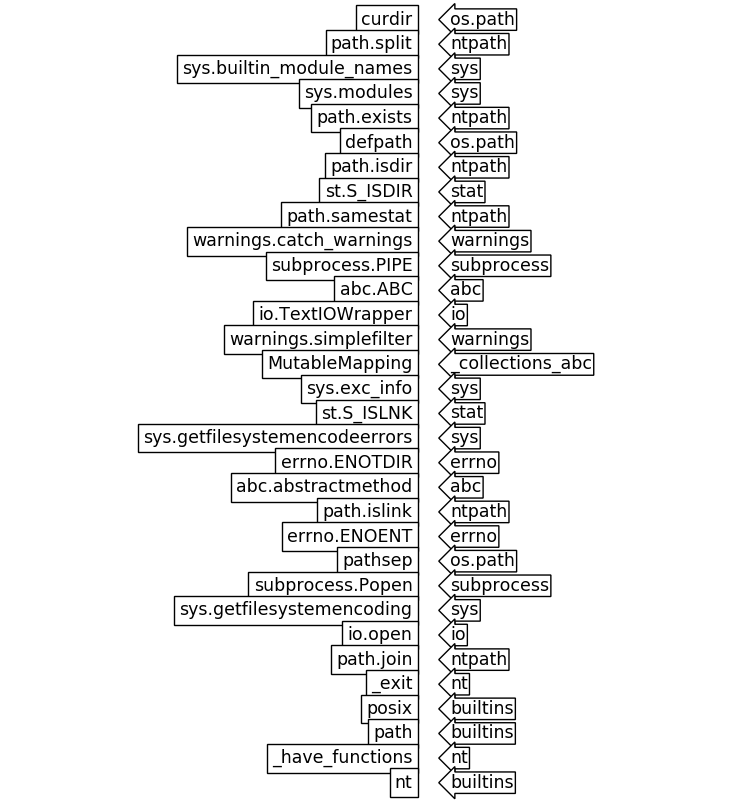 curdir os.path
path.split ntpath
sys.builtin_module_names sys
sys.modules sys
path.exists ntpath
defpath os.path
path.isdir ntpath
st.S_ISDIR stat
path.samestat ntpath
warnings.catch_warnings warnings
subprocess.PIPE subprocess
abc.ABC abc
io.TextIOWrapper io
warnings.simplefilter warnings
MutableMapping _collections_abc
sys.exc_info sys
st.S_ISLNK stat
sys.getfilesystemencodeerrors sys
errno.ENOTDIR errno
abc.abstractmethod abc
path.islink ntpath
errno.ENOENT errno
pathsep os.path
subprocess.Popen subprocess
sys.getfilesystemencoding sys
io.open io
path.join ntpath
_exit nt
posix builtins
path builtins
_have_functions nt
nt builtins